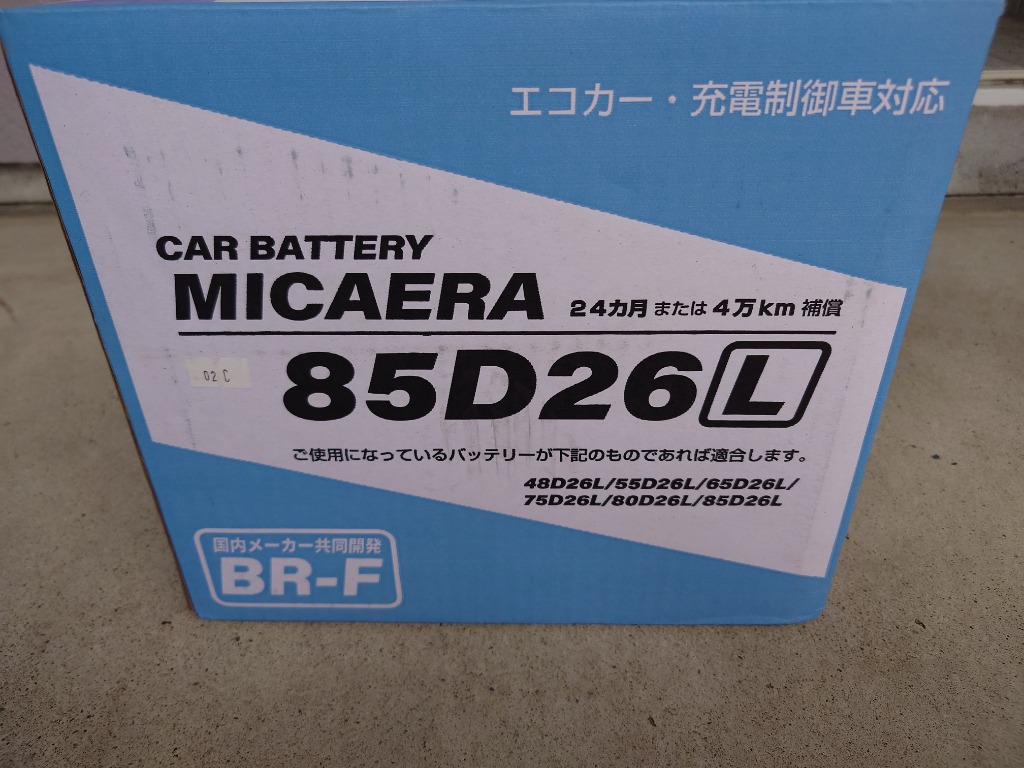 エコカー・充電制御車対応
CAR BATTERY
MICAERA 24カ月 または 4万km 補償
02 C
85D26 L
ご使用になっているバッテリーが下記のものであれば適合します。
48D26L/55D26L/65D26L/
75D26L/80D26L/85D26L
国内メーカー共同開発
BR-F